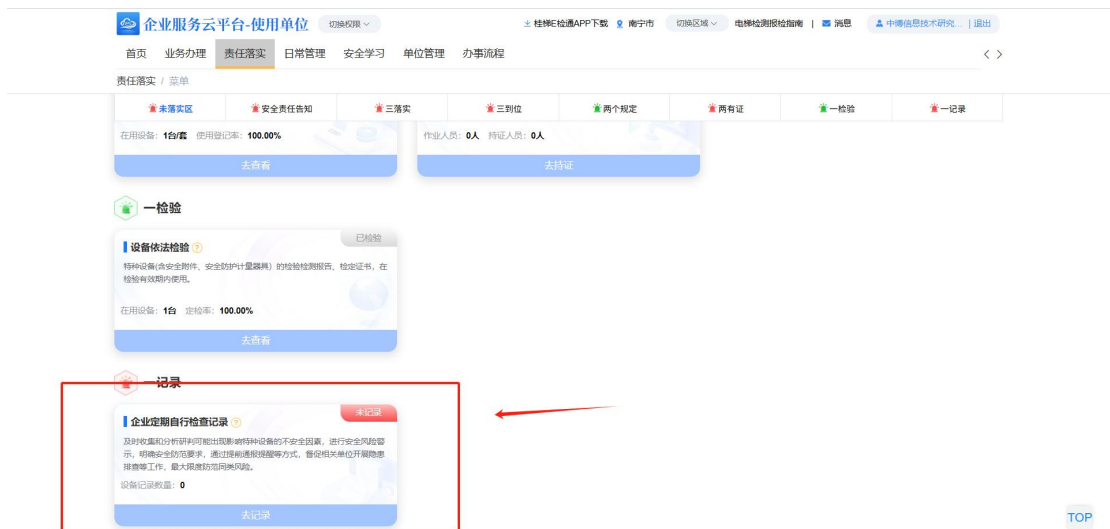 企业服务云平台-使用单位 切换权限 桂梯E检通APP下载 南宁市 切换区域 电梯检测报检指南 | 消息 中博信息技术研究... | 退出
首页 业务办理 责任落实 日常管理 安全学习 单位管理 办事流程
责任落实 / 菜单
未落实区 安全责任告知 三落实 三到位 两个规定 两有证 一检验 一记录
在用设备：1台/套 使用登记率：100.00% 作业人员：0人 持证人员：0人
去查看 去持证
一检验
已检验
设备依法检验 ?
特种设备(含安全附件、安全防护计量器具) 的检验检测报告、检定证书，在
检验有效期内使用。
在用设备：1台 定检率：100.00%
去查看
一记录
未记录
企业定期自行检查记录 ?
及时收集和分析研判可能出现影响特种设备的不安全因素，进行安全风险警
示，明确安全防范要求，通过提前通报提醒等方式，督促相关单位开展隐患
排查等工作，最大限度防范同类风险。
设备记录数量：0
去记录
TOP